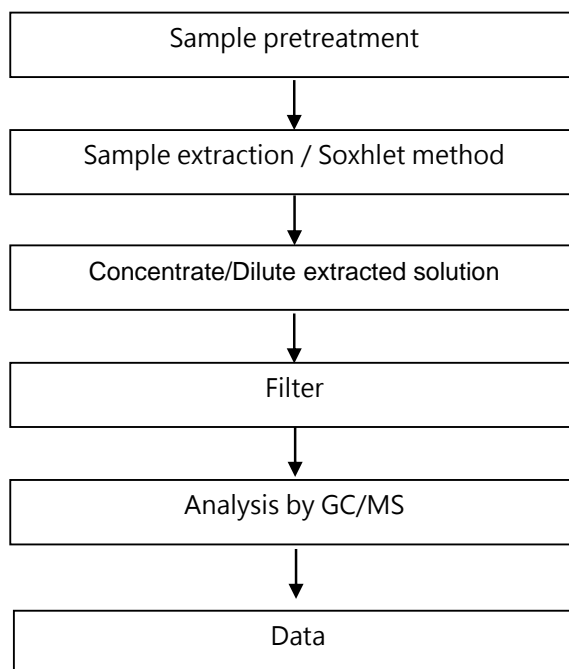 Sample pretreatment
Sample extraction / Soxhlet method
Concentrate/Dilute extracted solution
Filter
Analysis by GC/MS
Data